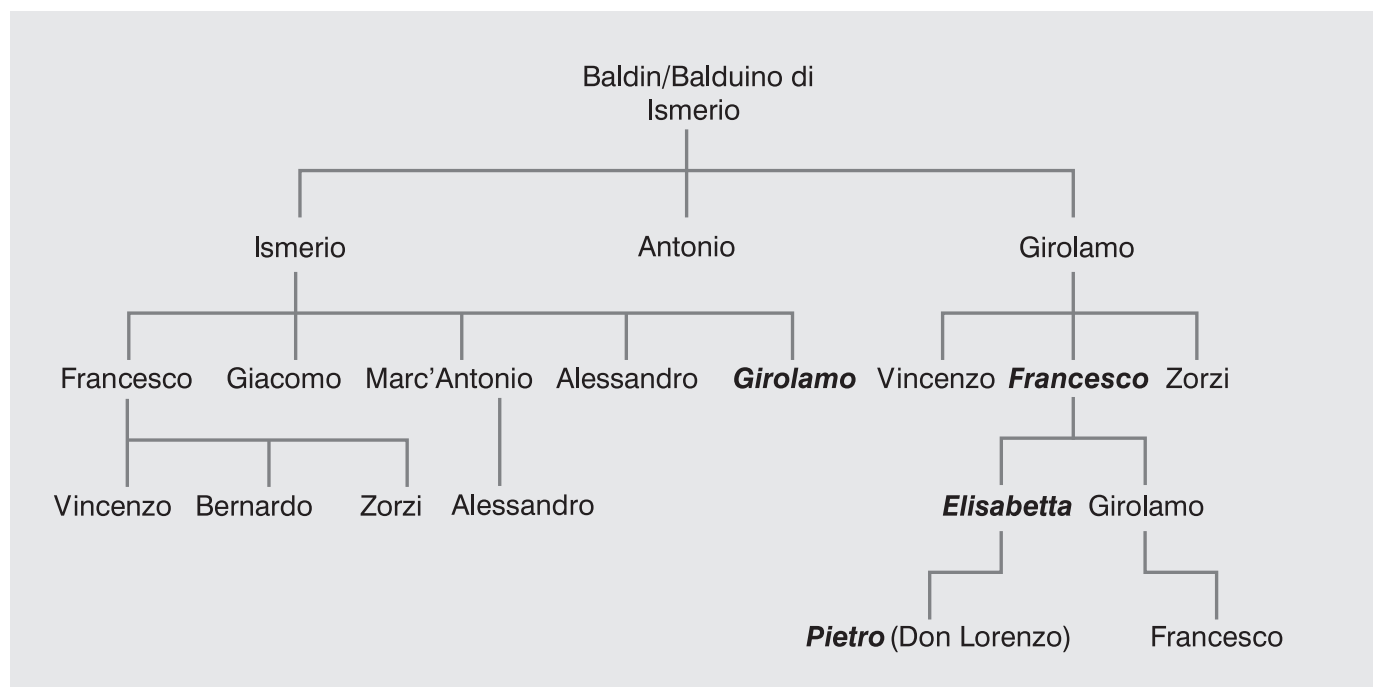 Baldin/Balduino di
Ismerio
Ismerio Antonio Girolamo
Francesco Giacomo Marc'Antonio Alessandro Girolamo Vincenzo Francesco Zorzi
Vincenzo Bernardo Zorzi Alessandro Elisabetta Girolamo
Pietro (Don Lorenzo) Francesco